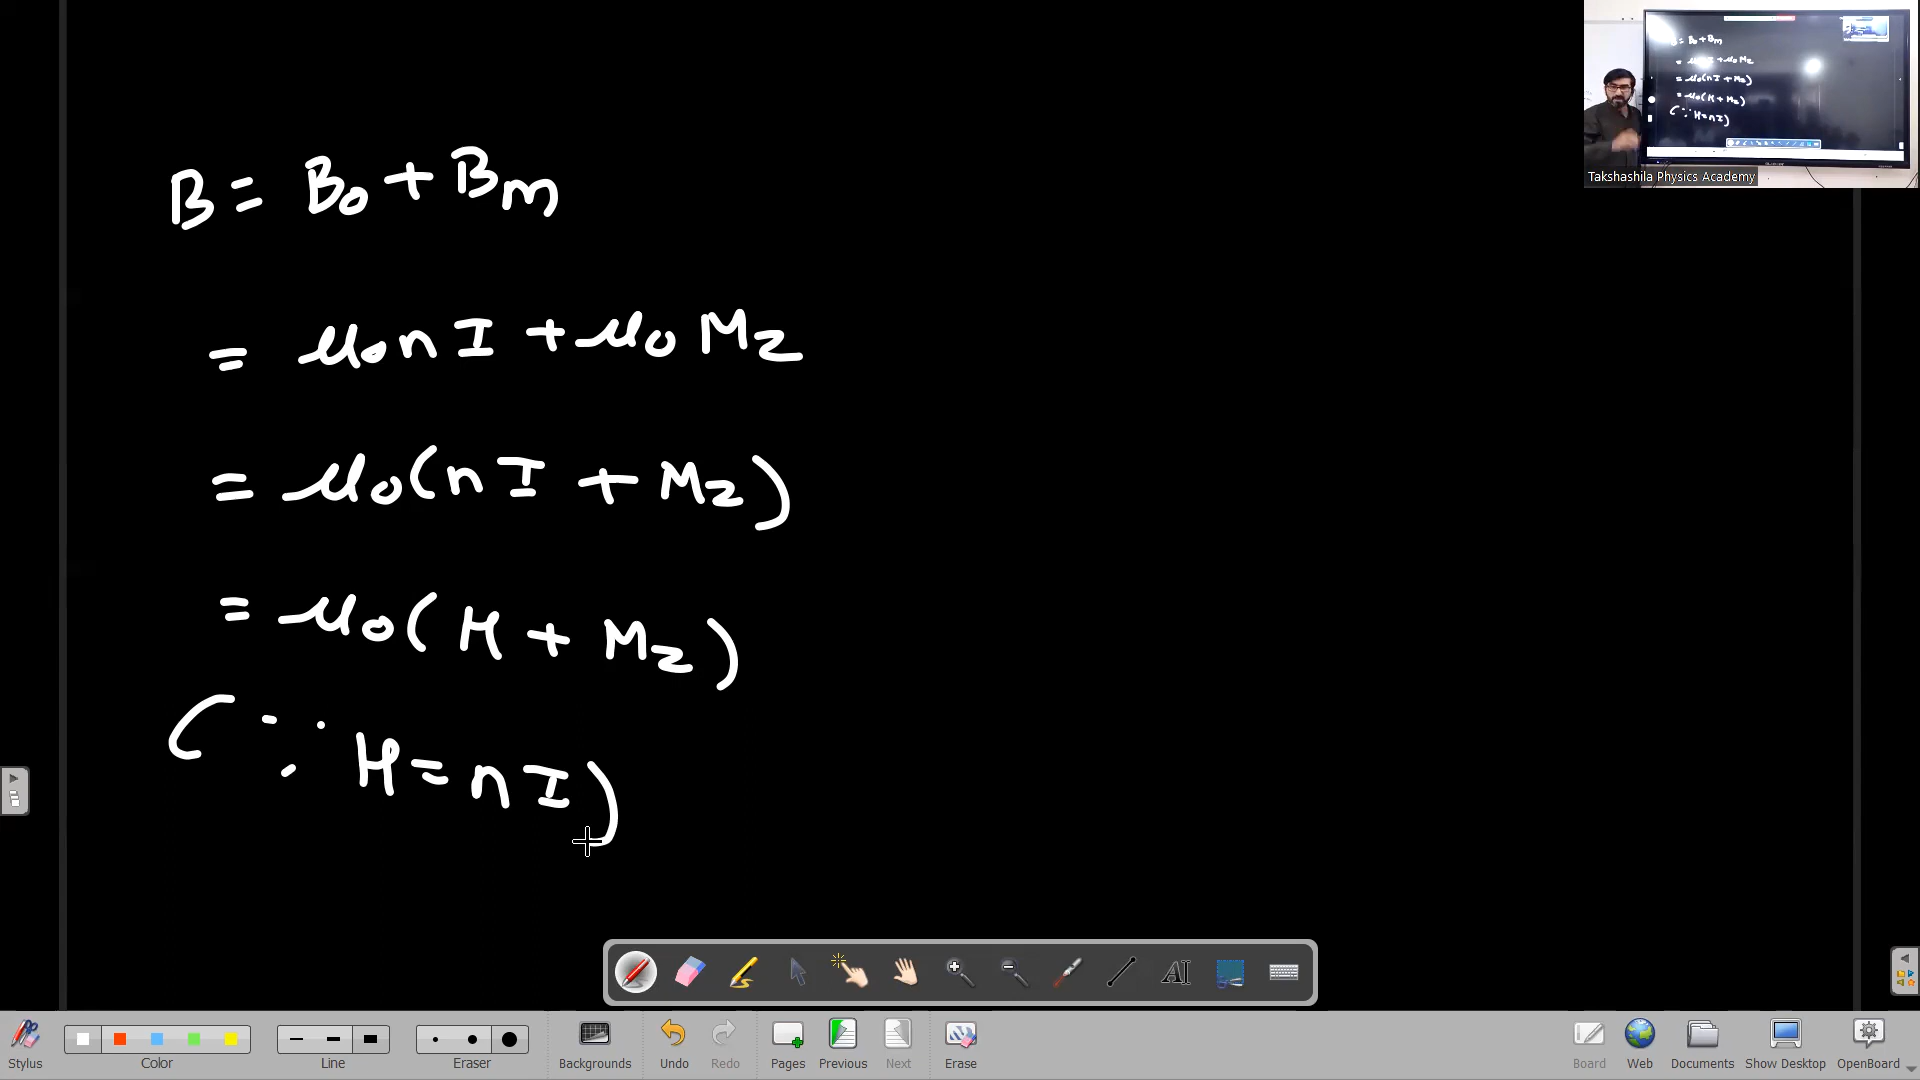 B = B₀ + Bm
= μ₀nI + μ₀Mz
= μ₀(nI + Mz)
= μ₀(H + Mz)
(∵ H = nI)
Takshashila Physics Academy
Stylus
Color
Line
Eraser
Backgrounds
Undo
Redo
Pages
Previous
Next
Erase
Board
Web
Documents
Show Desktop
OpenBoard